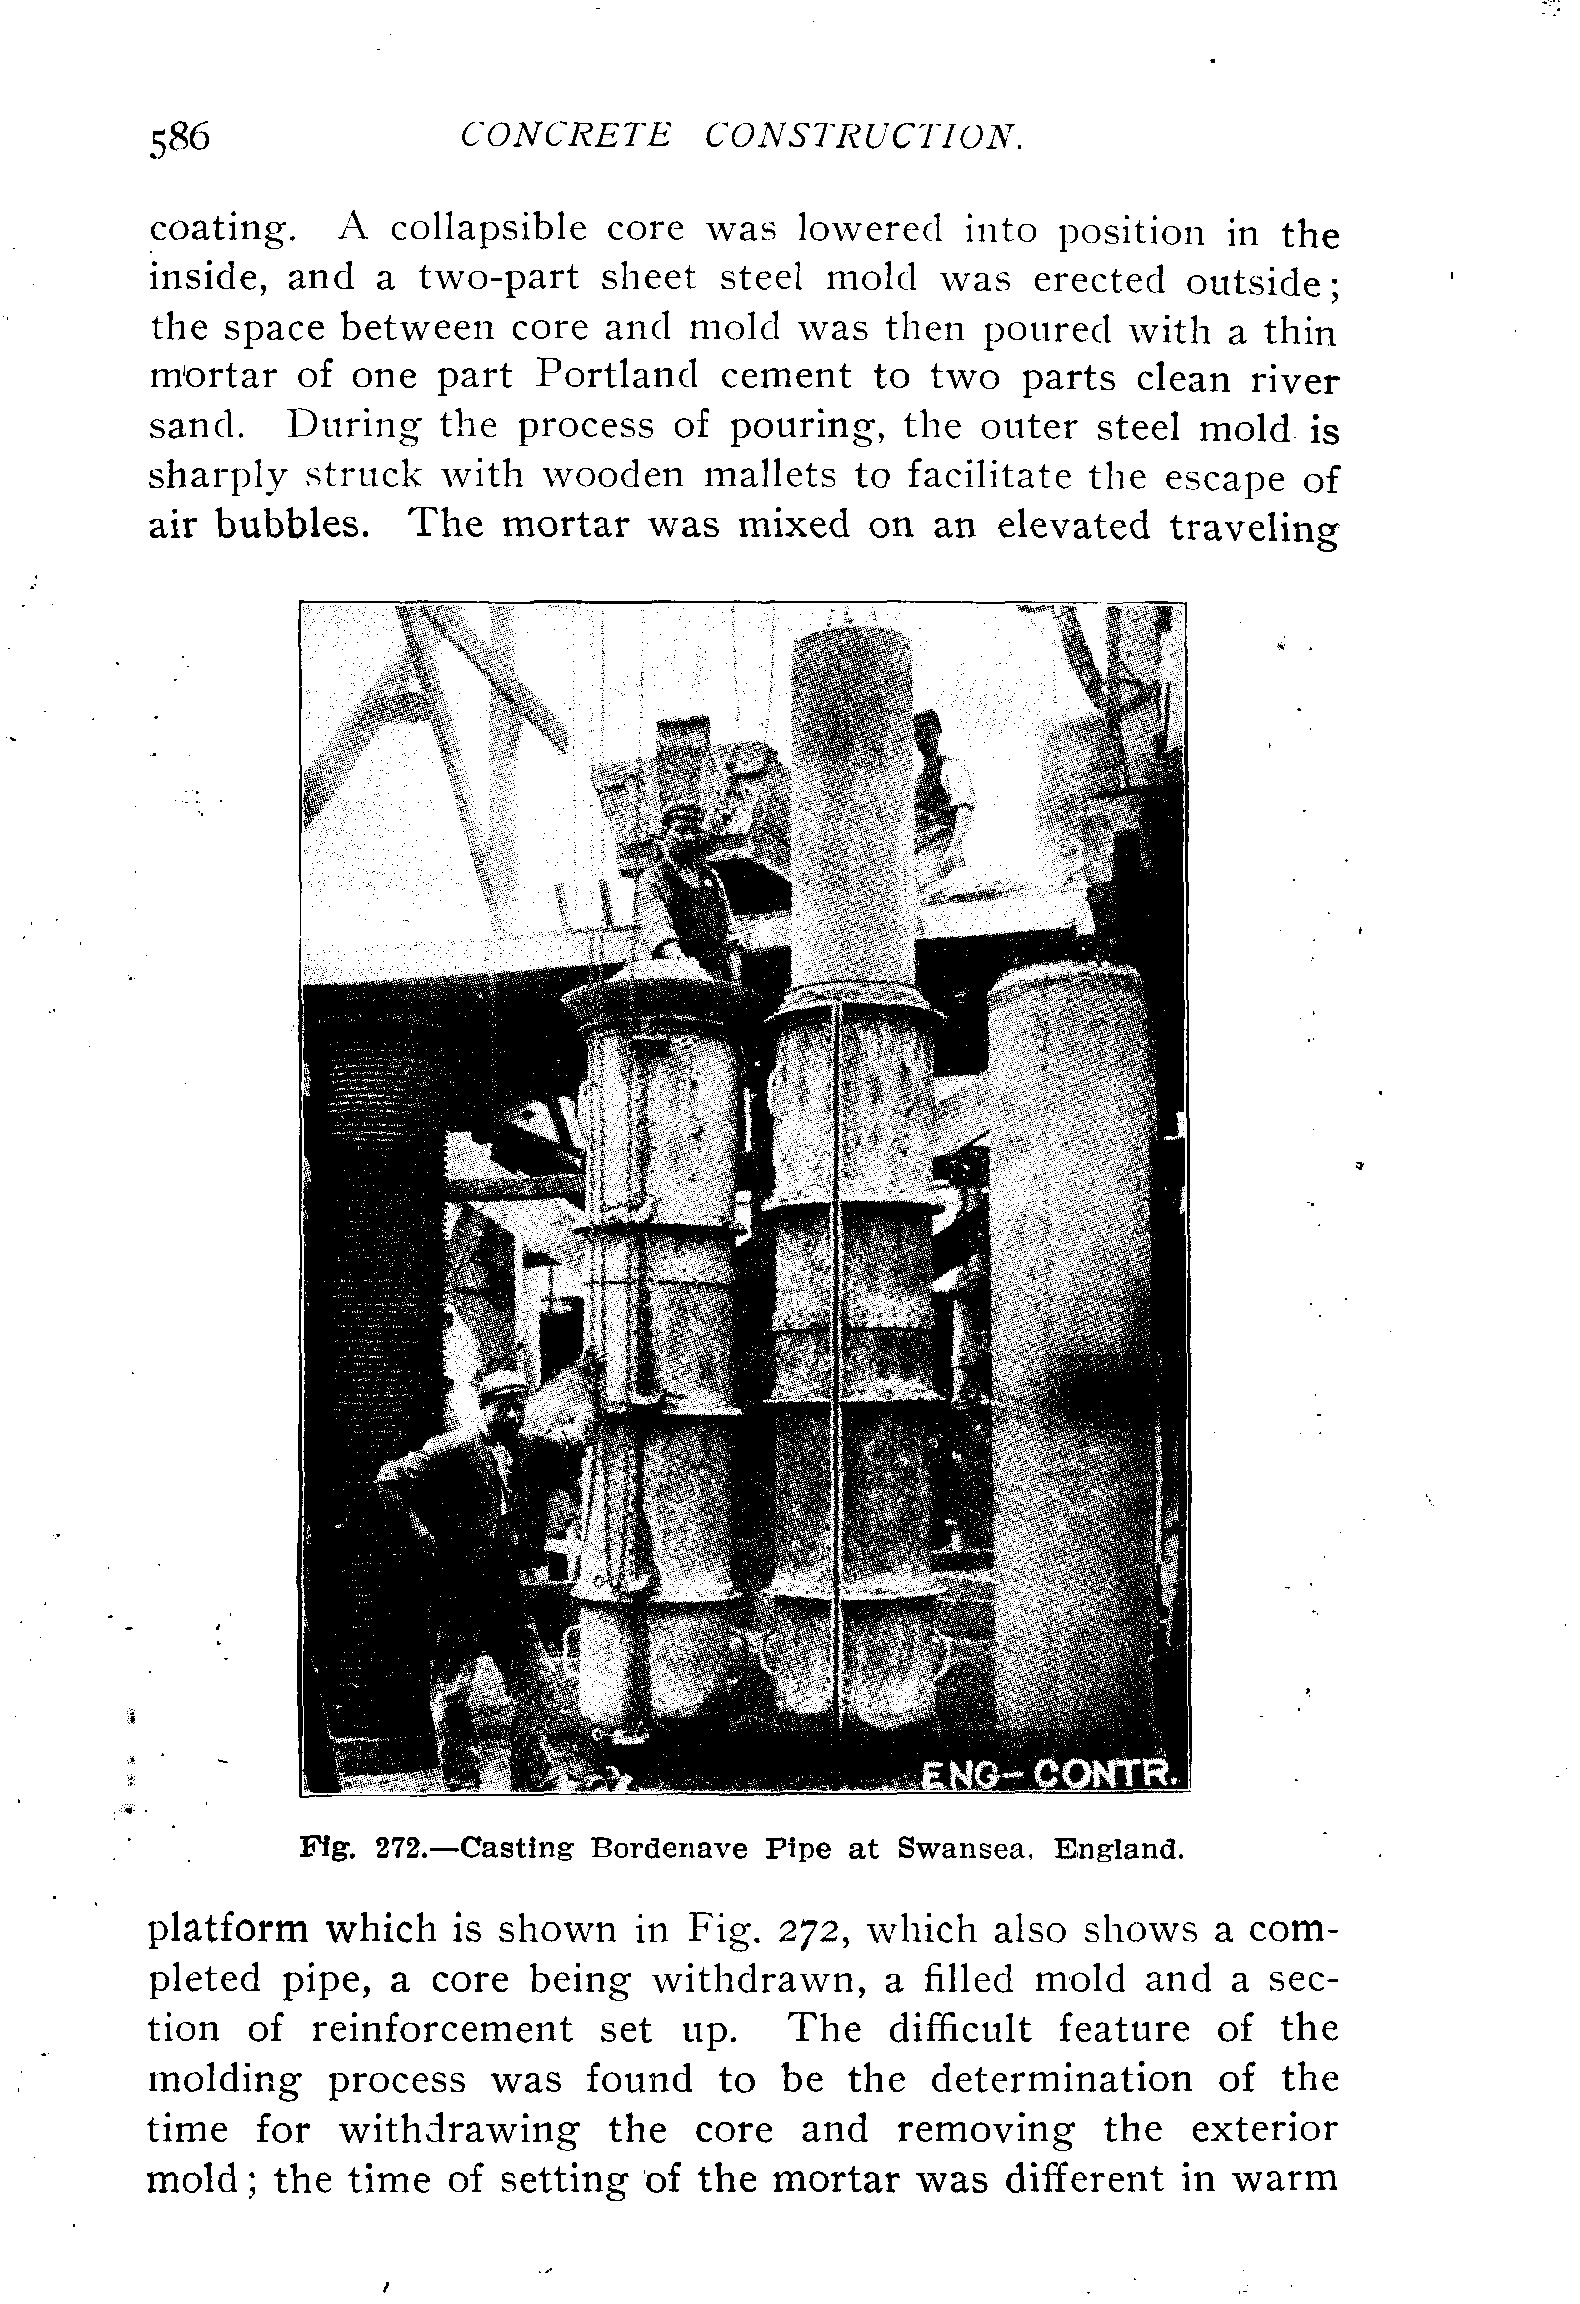 586 CONCRETE CONSTRUCTION.
coating. A collapsible core was lowered into position in the
inside, and a two-part sheet steel mold was erected outside;
the space between core and mold was then poured with a thin
mortar of one part Portland cement to two parts clean river
sand. During the process of pouring, the outer steel mold is
sharply struck with wooden mallets to facilitate the escape of
air bubbles. The mortar was mixed on an elevated traveling
ENG-CONTR.
Fig. 272.—Casting Bordenave Pipe at Swansea, England.
platform which is shown in Fig. 272, which also shows a com-
pleted pipe, a core being withdrawn, a filled mold and a sec-
tion of reinforcement set up. The difficult feature of the
molding process was found to be the determination of the
time for withdrawing the core and removing the exterior
mold; the time of setting of the mortar was different in warm